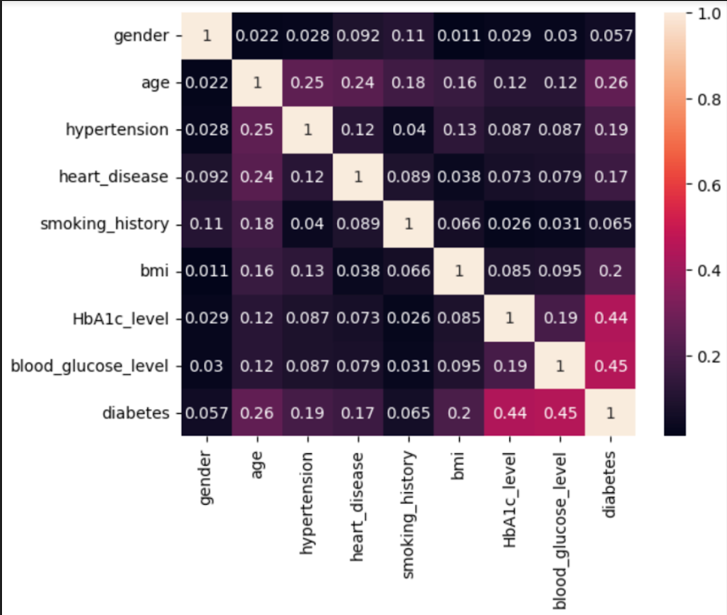 gender 1 0.022 0.028 0.092 0.11 0.011 0.029 0.03 0.057
age 0.022 1 0.25 0.24 0.18 0.16 0.12 0.12 0.26
hypertension 0.028 0.25 1 0.12 0.04 0.13 0.087 0.087 0.19
heart_disease 0.092 0.24 0.12 1 0.089 0.038 0.073 0.079 0.17
smoking_history 0.11 0.18 0.04 0.089 1 0.066 0.026 0.031 0.065
bmi 0.011 0.16 0.13 0.038 0.066 1 0.085 0.095 0.2
HbA1c_level 0.029 0.12 0.087 0.073 0.026 0.085 1 0.19 0.44
blood_glucose_level 0.03 0.12 0.087 0.079 0.031 0.095 0.19 1 0.45
diabetes 0.057 0.26 0.19 0.17 0.065 0.2 0.44 0.45 1
gender
age
hypertension
heart_disease
smoking_history
bmi
HbA1c_level
blood_glucose_level
diabetes
1.0
0.8
0.6
0.4
0.2